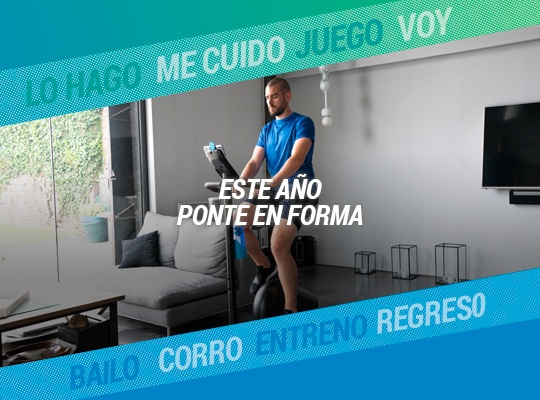 LO HAGO ME CUIDO JUEGO VOY
ESTE AÑO
PONTE EN FORMA
BAILO CORRO ENTRENO REGRESO